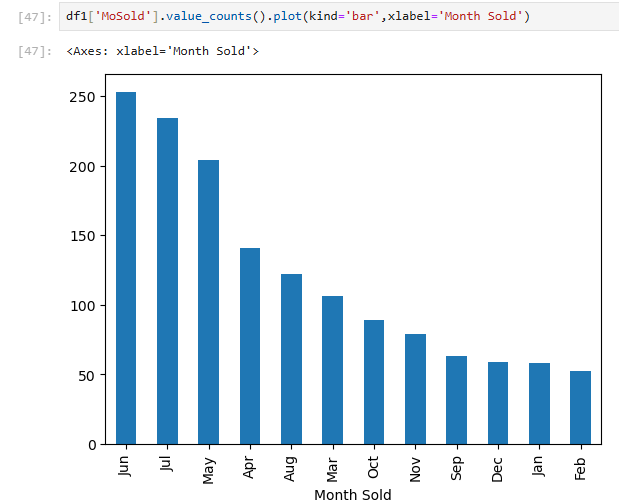 [47]: df1['MoSold'].value_counts().plot(kind='bar',xlabel='Month Sold')
[47]: <Axes: xlabel='Month Sold'>
250
200
150
100
50
0
Jun Jul May Apr Aug Mar Oct Nov Sep Dec Jan Feb
Month Sold